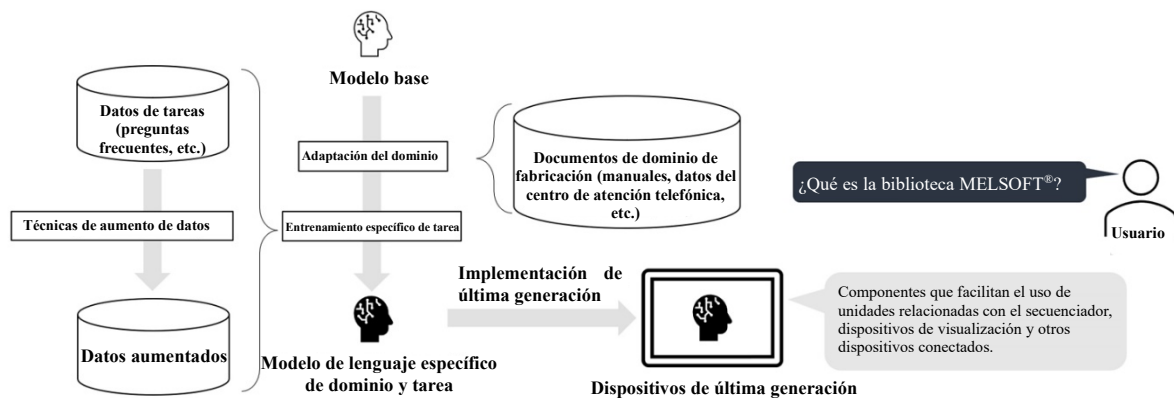 Modelo base
Datos de tareas
(preguntas
frecuentes, etc.)
Adaptación del dominio
Documentos de dominio de
fabricación (manuales, datos del
centro de atención telefónica,
etc.)
¿Qué es la biblioteca MELSOFT®?
Usuario
Técnicas de aumento de datos
Entrenamiento específico de tarea
Implementación de
última generación
Componentes que facilitan el uso de
unidades relacionadas con el secuenciador,
dispositivos de visualización y otros
dispositivos conectados.
Datos aumentados
Modelo de lenguaje específico
de dominio y tarea
Dispositivos de última generación